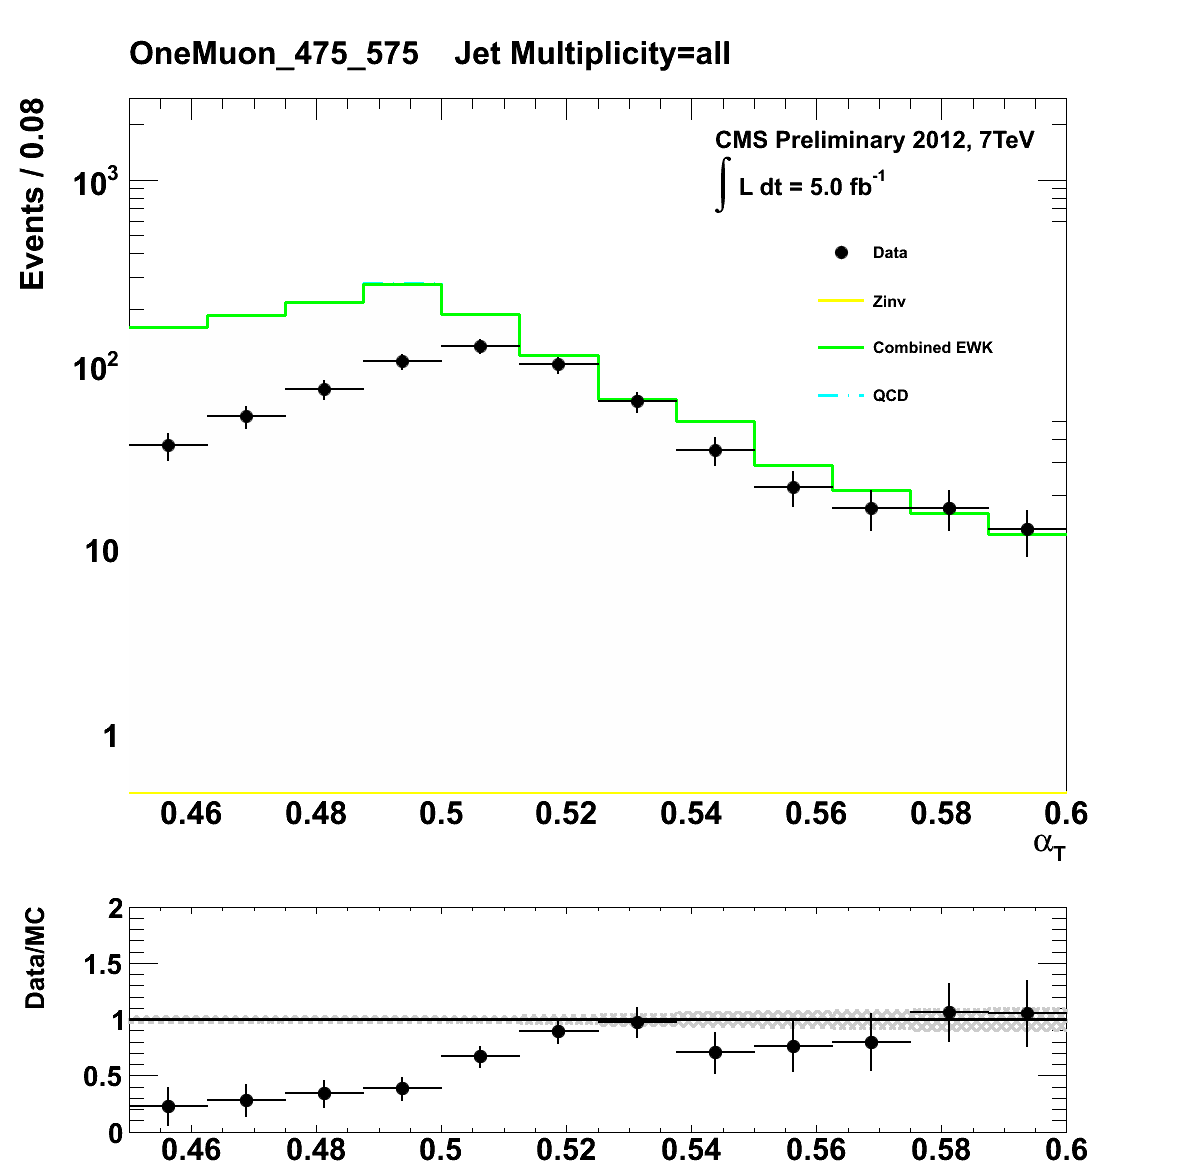 OneMuon_475_575    Jet Multiplicity=all
Events / 0.08
CMS Preliminary 2012, 7TeV
∫ L dt = 5.0 fb⁻¹
Data
Zinv
Combined EWK
QCD
10³
10²
10
1
0.46 0.48 0.5 0.52 0.54 0.56 0.58 0.6
α_T
Data/MC
2
1.5
1
0.5
0
0.46 0.48 0.5 0.52 0.54 0.56 0.58 0.6